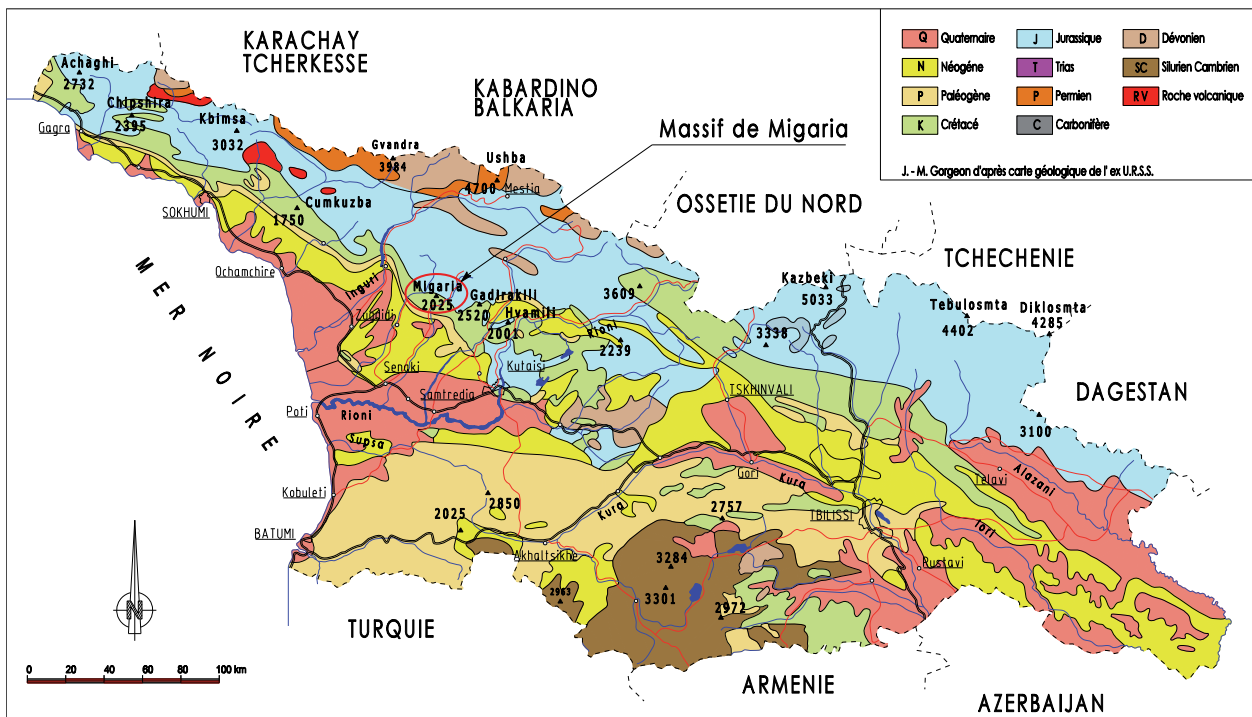 KARACHAY
TCHERKESSE
KABARDINO
BALKARIA
Massif de Migaria
OSSETIE DU NORD
TCHECHENIE
DAGESTAN
AZERBAIJAN
ARMENIE
TURQUIE
MER NOIRE
Q Quaternaire
N Néogéne
P Paléogène
K Crétacé
J Jurassique
T Trias
P Permien
C Carbonifère
D Dévonien
SC Silurien Cambrien
RV Roche volcanique
J. - M. Gorgeon d'après carte géologique de l' ex U.R.S.S.
Achaghi
2732
Chipshira
2395
Gagra
Kbimsa
3032
Gvandra
3984
Ushba
4700
Mestia
Cumkuzba
1750
SOKHUMI
Ochamchire
Inguri
Zubdidi
Migaria
2025
Gadirakili
2520
Hvamili
2001
3609
Rioni
2239
Kazbeki
5033
3338
Tebulosmta
4402
Diklosmta
4285
3100
Senaki
Kutaisi
Samtredia
TSKHINVALI
Poti
Rioni
Supsa
Gori
Kura
Telavi
Alazani
Kobuleti
2850
2025
Kura
2757
TBILISSI
Iori
BATUMI
Akhaltsikhe
3284
Rustavi
2963
3301
2972
N
0 20 40 60 80 100 km